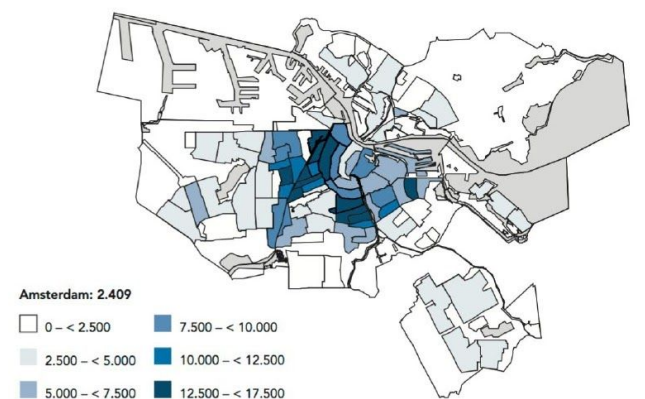 Amsterdam: 2.409
0 – < 2.500
7.500 – < 10.000
2.500 – < 5.000
10.000 – < 12.500
5.000 – < 7.500
12.500 – < 17.500